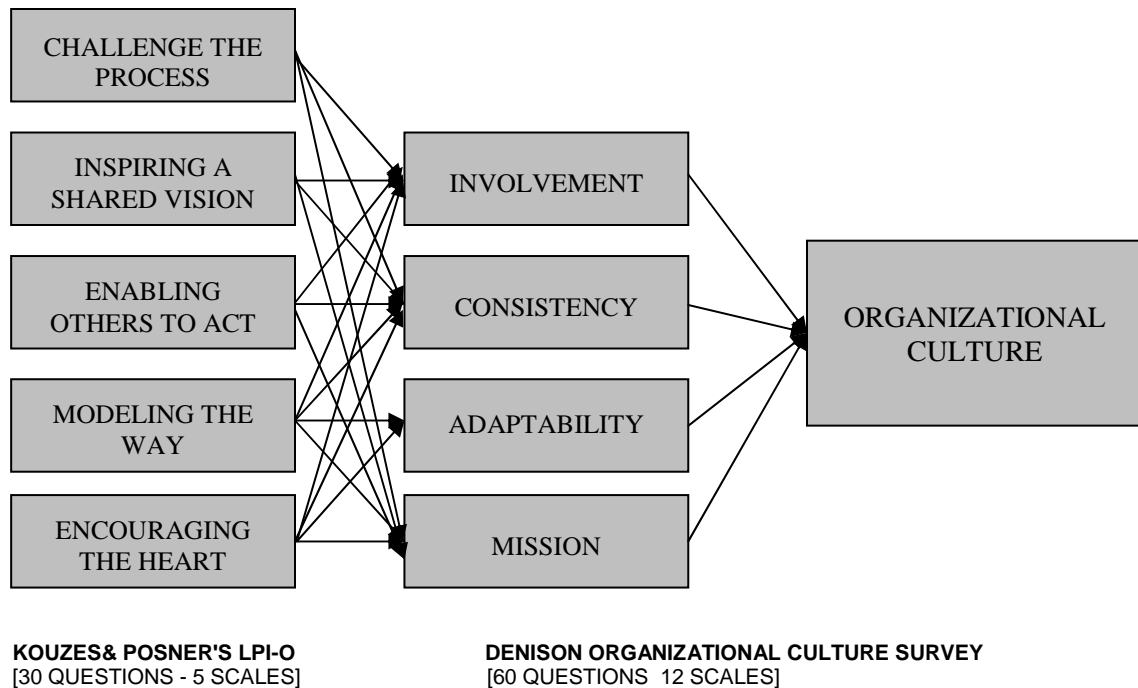 CHALLENGE THE
PROCESS
INSPIRING A
SHARED VISION
ENABLING
OTHERS TO ACT
MODELING THE
WAY
ENCOURAGING
THE HEART
INVOLVEMENT
CONSISTENCY
ADAPTABILITY
MISSION
ORGANIZATIONAL
CULTURE
KOUZES& POSNER'S LPI-O
[30 QUESTIONS - 5 SCALES]
DENISON ORGANIZATIONAL CULTURE SURVEY
[60 QUESTIONS 12 SCALES]